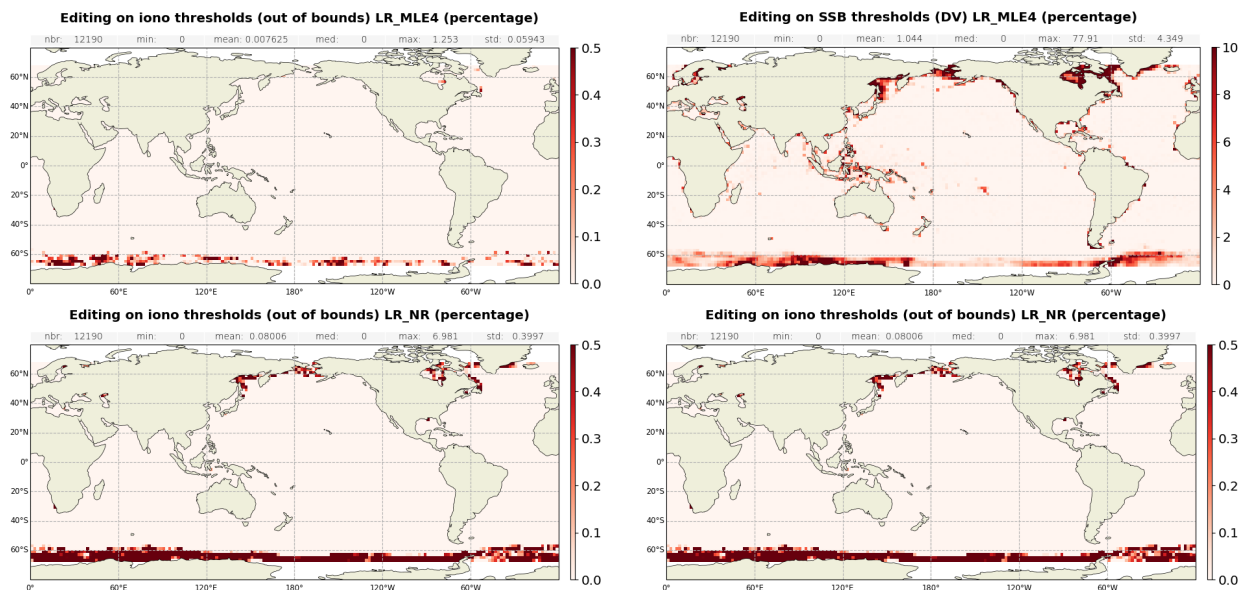 Editing on iono thresholds (out of bounds) LR_MLE4 (percentage)
nbr: 12190 min: 0 mean: 0.007625 med: 0 max: 1.253 std: 0.05943
60°N
40°N
20°N
0°
20°S
40°S
60°S
0° 60°E 120°E 180° 120°W 60°W
0.5
0.4
0.3
0.2
0.1
0.0
Editing on SSB thresholds (DV) LR_MLE4 (percentage)
nbr: 12190 min: 0 mean: 1.044 med: 0 max: 77.91 std: 4.349
60°N
40°N
20°N
0°
20°S
40°S
60°S
0° 60°E 120°E 180° 120°W 60°W
10
8
6
4
2
0
Editing on iono thresholds (out of bounds) LR_NR (percentage)
nbr: 12190 min: 0 mean: 0.08006 med: 0 max: 6.981 std: 0.3997
60°N
40°N
20°N
0°
20°S
40°S
60°S
0° 60°E 120°E 180° 120°W 60°W
0.5
0.4
0.3
0.2
0.1
0.0
Editing on iono thresholds (out of bounds) LR_NR (percentage)
nbr: 12190 min: 0 mean: 0.08006 med: 0 max: 6.981 std: 0.3997
60°N
40°N
20°N
0°
20°S
40°S
60°S
0° 60°E 120°E 180° 120°W 60°W
0.5
0.4
0.3
0.2
0.1
0.0